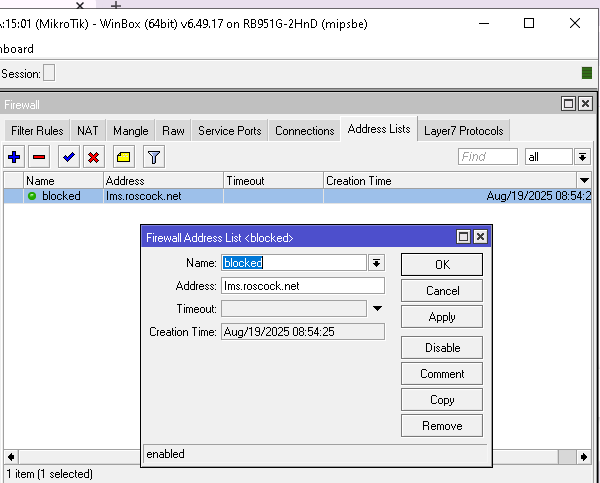 A:15:01 (MikroTik) - WinBox (64bit) v6.49.17 on RB951G-2HnD (mipsbe)
hboard
Session:
Firewall
Filter Rules NAT Mangle Raw Service Ports Connections Address Lists Layer7 Protocols
Find all
Name Address Timeout Creation Time
blocked lms.roscock.net Aug/19/2025 08:54:2
Firewall Address List <blocked>
Name: blocked OK
Address: lms.roscock.net Cancel
Timeout: Apply
Creation Time: Aug/19/2025 08:54:25
Disable
Comment
Copy
Remove
enabled
1 item (1 selected)